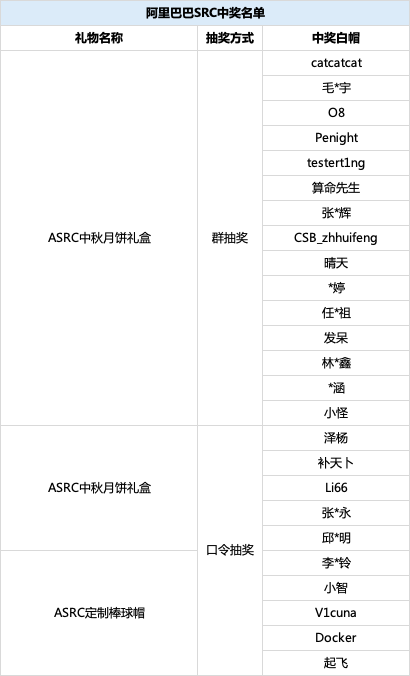 阿里巴巴SRC中奖名单
礼物名称 抽奖方式 中奖白帽
ASRC中秋月饼礼盒 群抽奖 catcatcat
毛*宇
O8
Penight
testert1ng
算命先生
张*辉
CSB_zhhuifeng
晴天
*婷
任*祖
发呆
林*鑫
*涵
小怪
ASRC中秋月饼礼盒 口令抽奖 泽杨
补天卜
Li66
张*永
邱*明
ASRC定制棒球帽 李*铃
小智
V1cuna
Docker
起飞